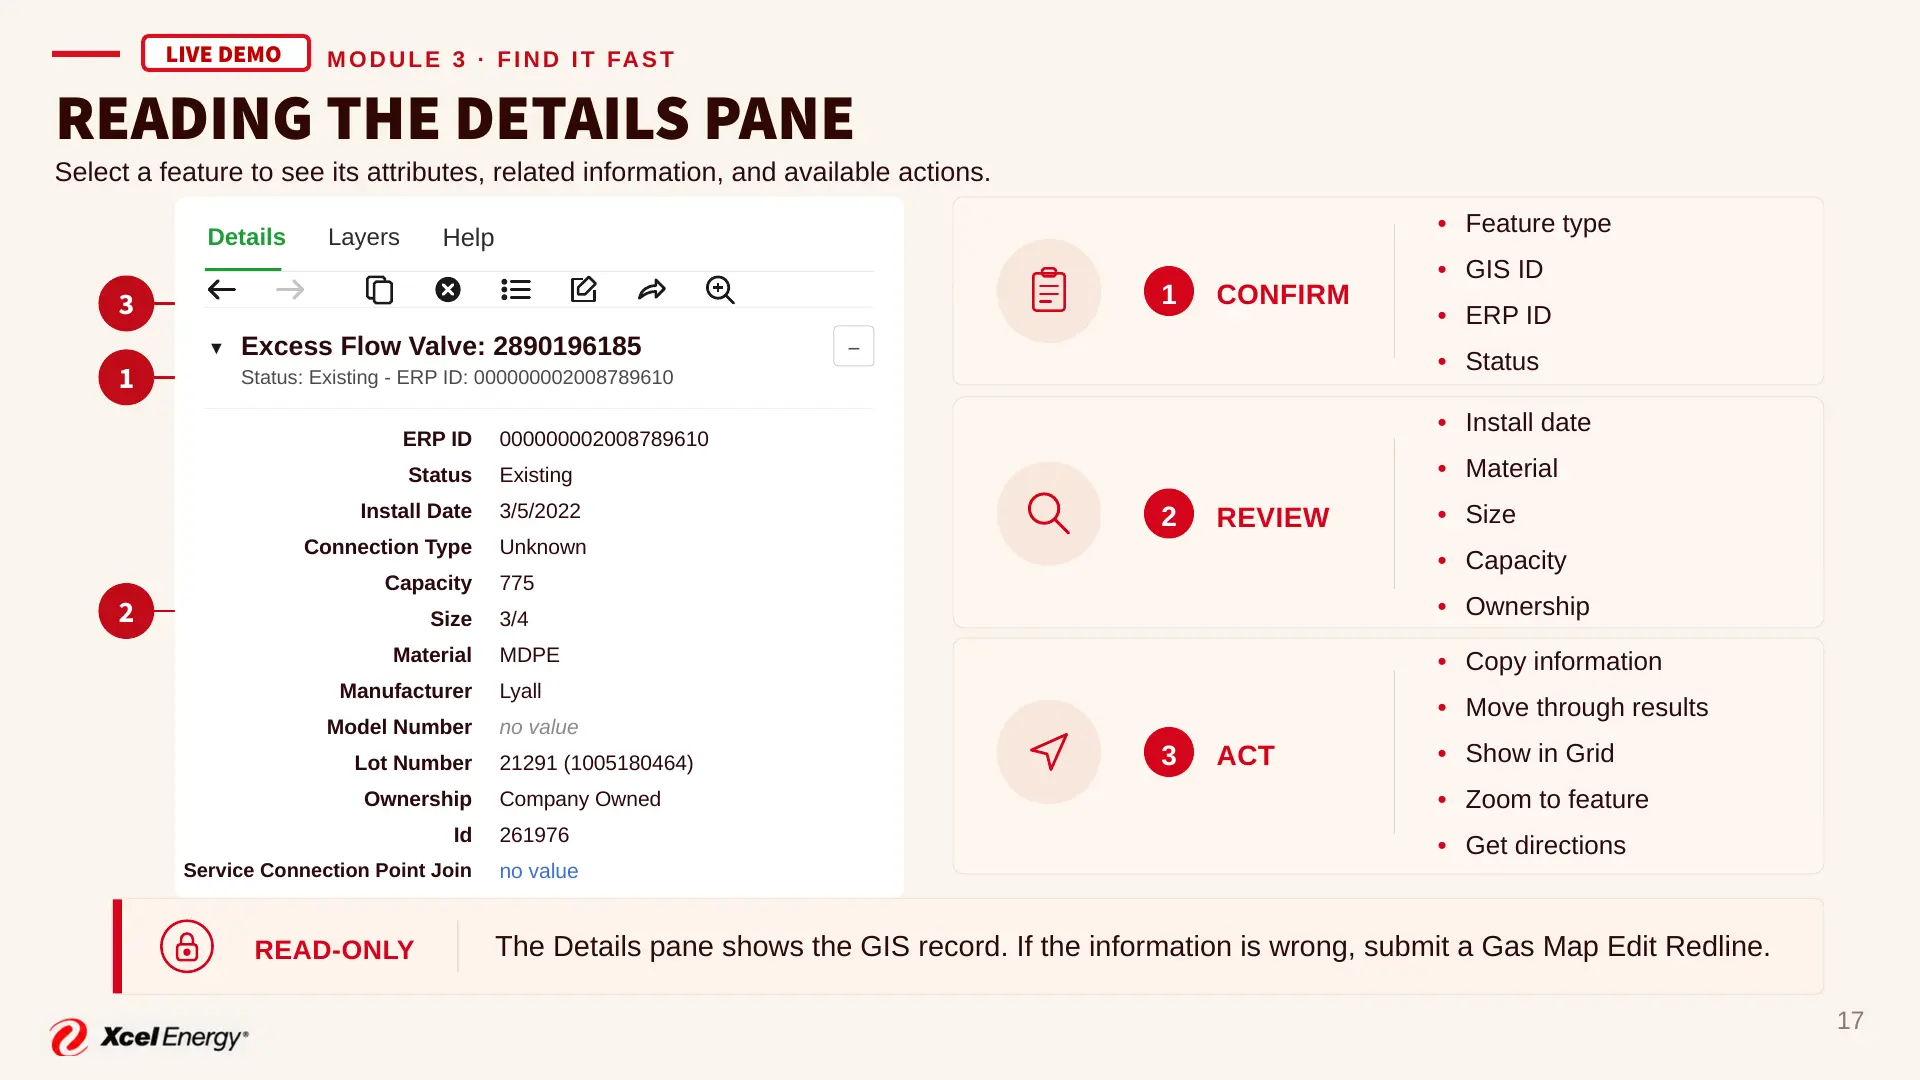 LIVE DEMO
MODULE 3 · FIND IT FAST
READING THE DETAILS PANE
Select a feature to see its attributes, related information, and available actions.
Details Layers Help
3
Excess Flow Valve: 2890196185
–
1
Status: Existing - ERP ID: 000000002008789610
ERP ID 000000002008789610
Status Existing
Install Date 3/5/2022
Connection Type Unknown
Capacity 775
2
Size 3/4
Material MDPE
Manufacturer Lyall
Model Number no value
Lot Number 21291 (1005180464)
Ownership Company Owned
Id 261976
Service Connection Point Join no value
1 CONFIRM
• Feature type
• GIS ID
• ERP ID
• Status
2 REVIEW
• Install date
• Material
• Size
• Capacity
• Ownership
3 ACT
• Copy information
• Move through results
• Show in Grid
• Zoom to feature
• Get directions
READ-ONLY
The Details pane shows the GIS record. If the information is wrong, submit a Gas Map Edit Redline.
Xcel Energy®
17